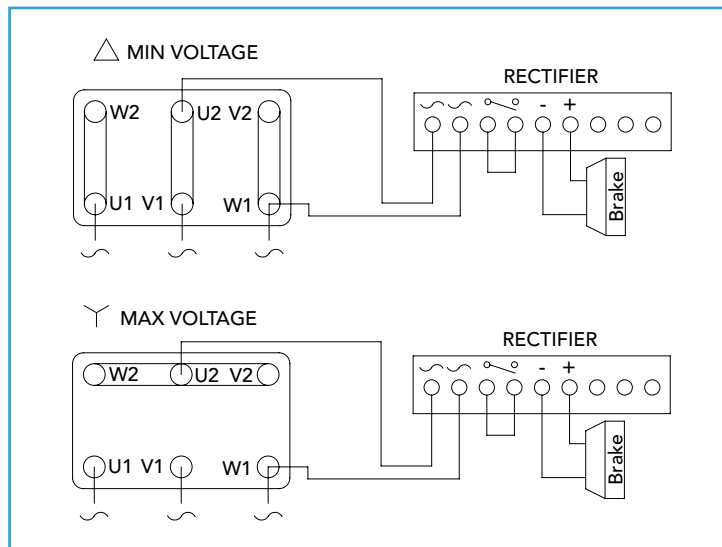 △ MIN VOLTAGE
RECTIFIER
W2 U2 V2
- +
U1 V1 W1
Brake
MAX VOLTAGE
RECTIFIER
W2 U2 V2
- +
U1 V1 W1
Brake